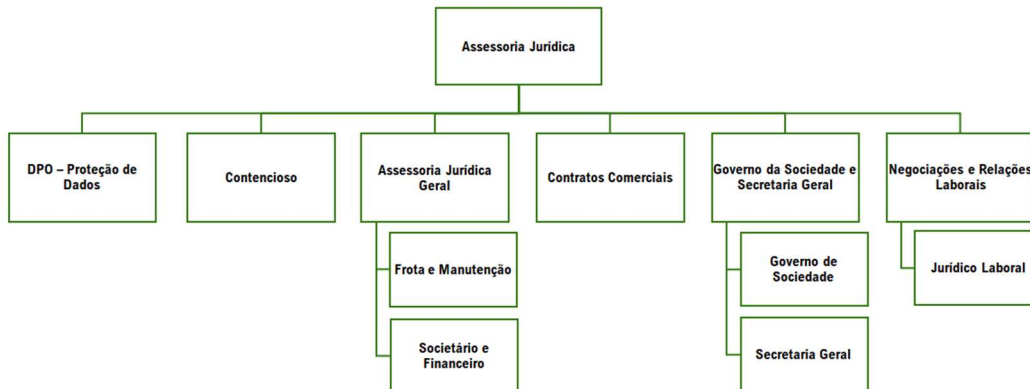 Assessoria Jurídica
DPO – Proteção de
Dados
Contencioso
Assessoria Jurídica
Geral
Contratos Comerciais
Governo da Sociedade e
Secretaria Geral
Negociações e Relações
Laborais
Frota e Manutenção
Governo de
Sociedade
Jurídico Laboral
Societário e
Financeiro
Secretaria Geral